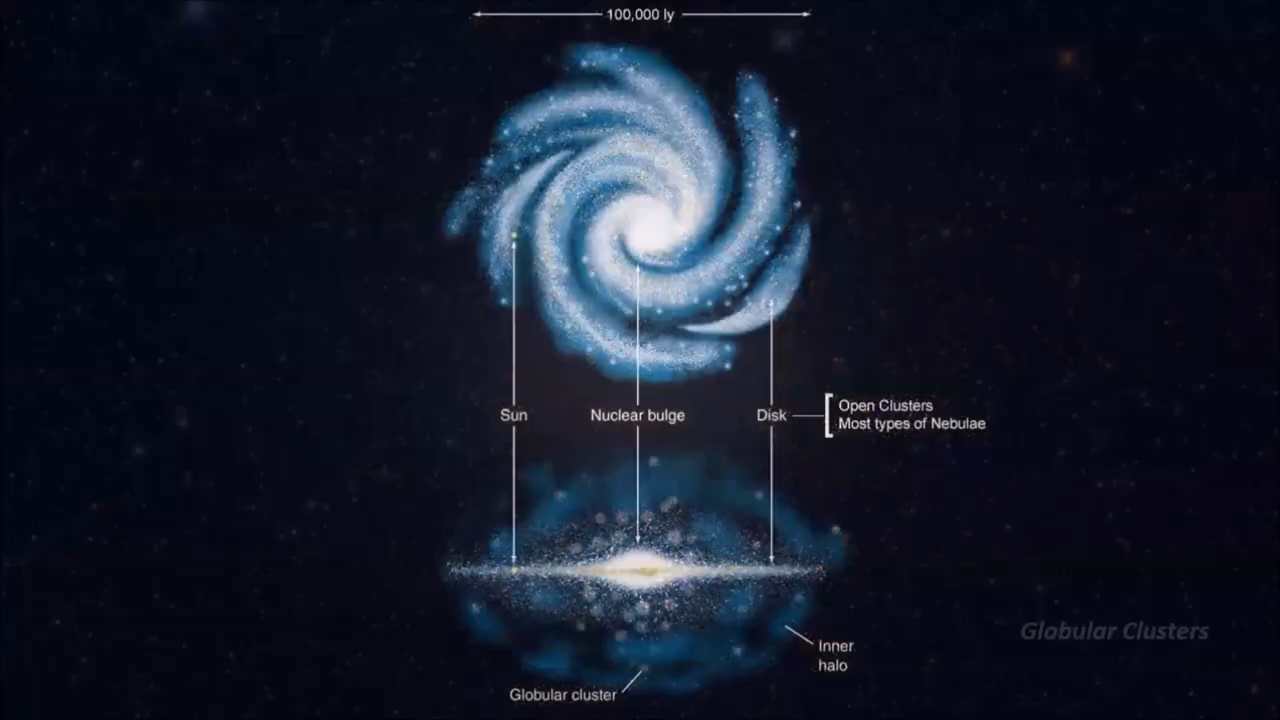 100,000 ly
Sun
Nuclear bulge
Disk
Open Clusters
Most types of Nebulae
Globular Clusters
Inner
halo
Globular cluster